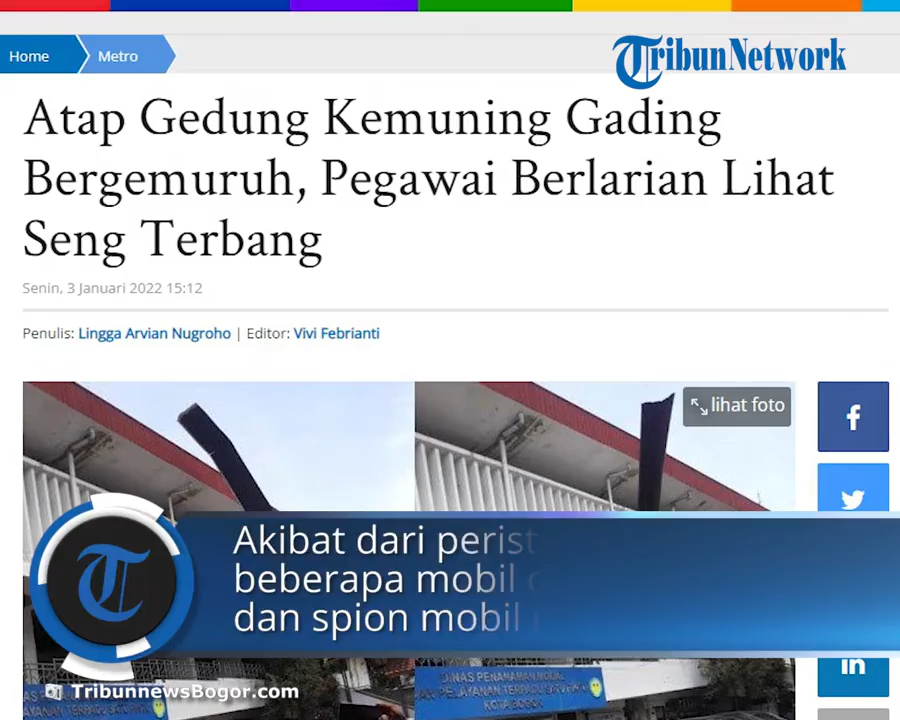 Home
Metro
TribunNetwork
Atap Gedung Kemuning Gading
Bergemuruh, Pegawai Berlarian Lihat
Seng Terbang
Senin, 3 Januari 2022 15:12
Penulis: Lingga Arvian Nugroho | Editor: Vivi Febrianti
lihat foto
f
Akibat dari perist
beberapa mobil
dan spion mobil
T
in
DINAS PENANAMAN MODAL
KOTA BOGOR
TribunnewsBogor.com